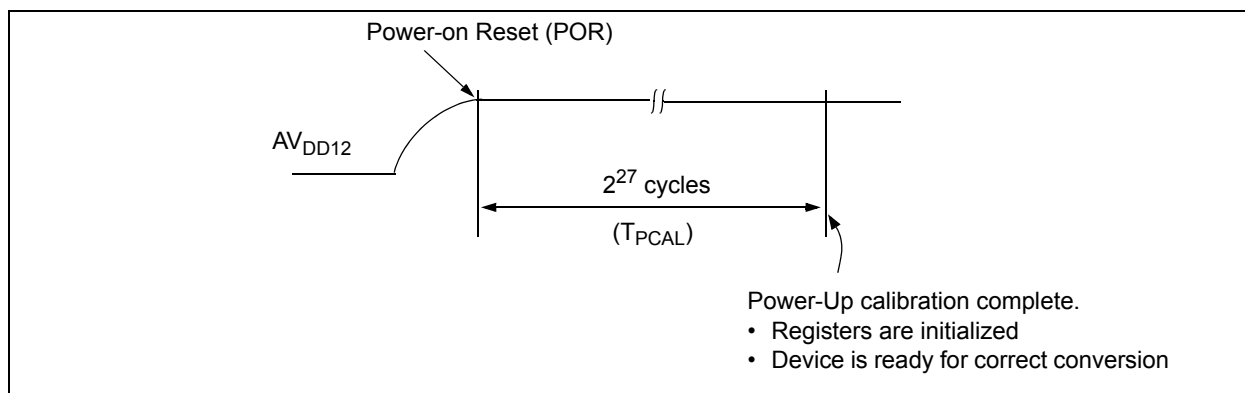 Power-on Reset (POR)
AVDD12
2^27 cycles
(TPCAL)
Power-Up calibration complete.
• Registers are initialized
• Device is ready for correct conversion